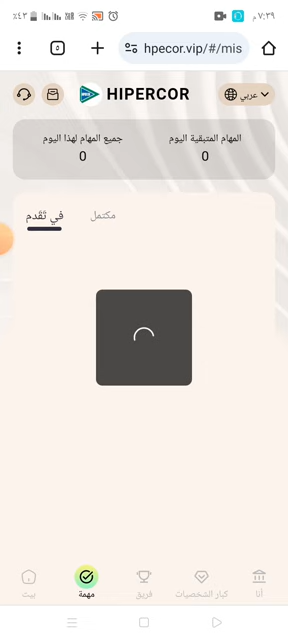 ٧:٣٩ م
٪٤٣
hpecor.vip/#/mis
HIPERCOR
عربي
المهام المتبقية اليوم
جميع المهام لهذا اليوم
0
0
في تَقَدم
مكتمل
بيت
مهمة
فريق
كبار الشخصيات
أنا